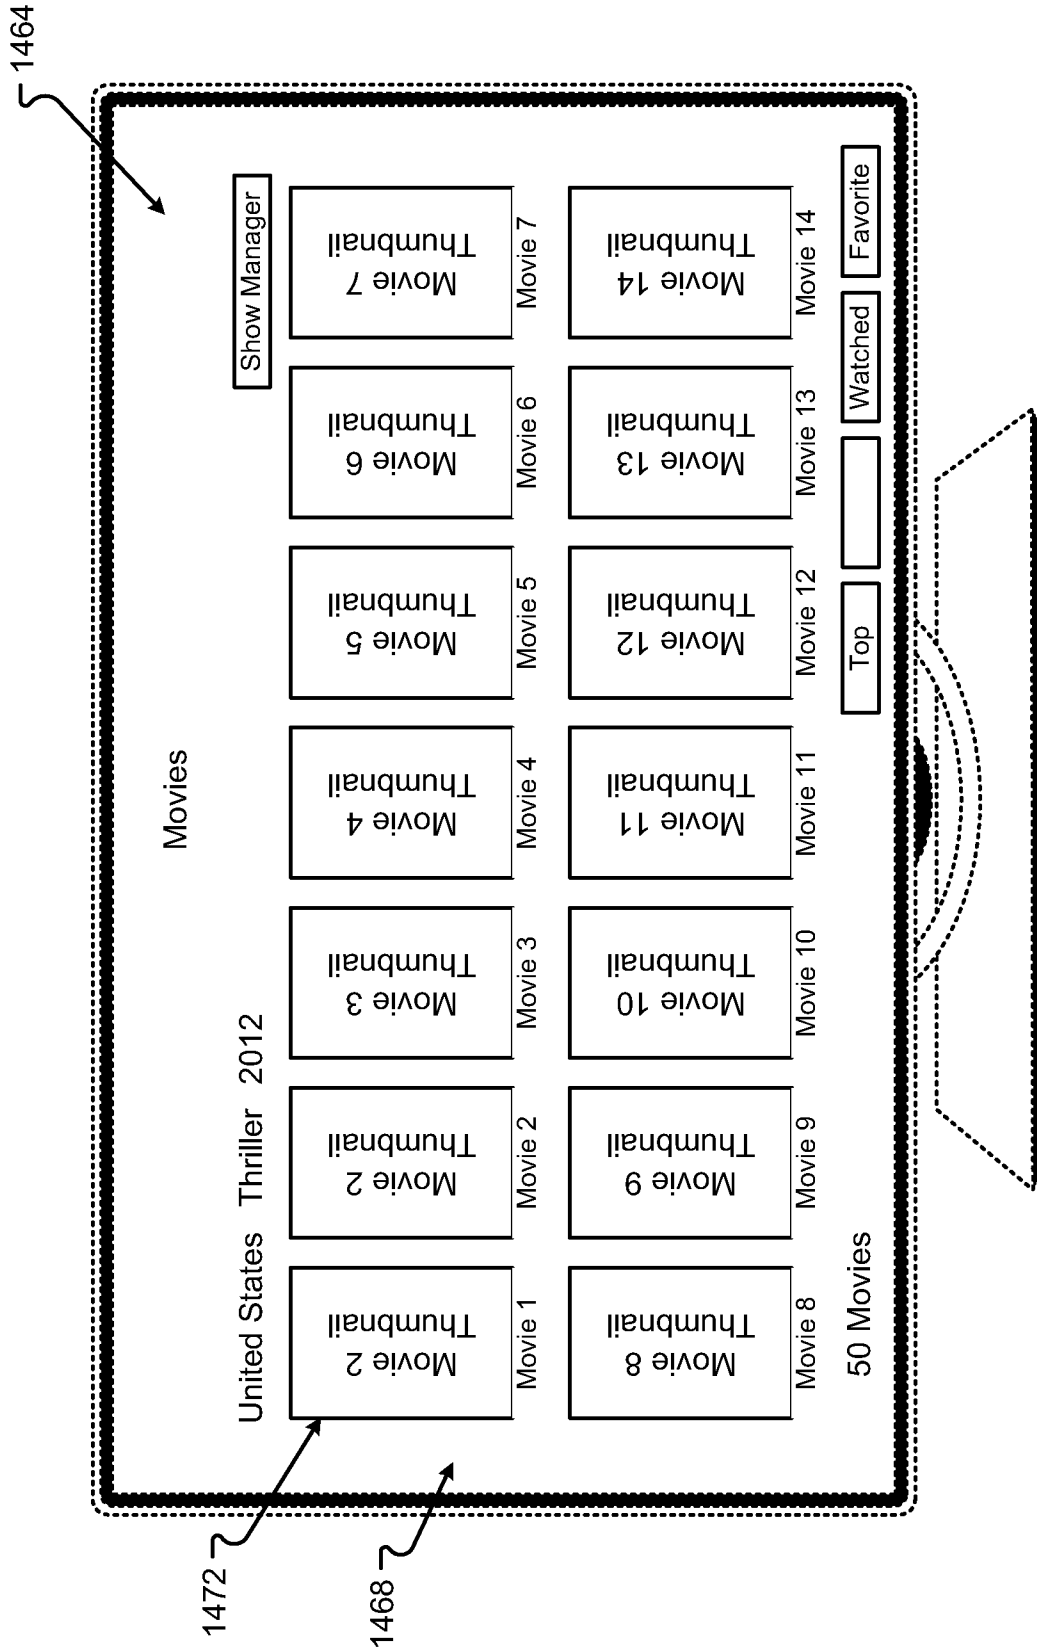 1464
Movies
United States Thriller 2012
Show Manager
1472
Movie 2
Thumbnail
Movie 2
Thumbnail
Movie 3
Thumbnail
Movie 4
Thumbnail
Movie 5
Thumbnail
Movie 6
Thumbnail
Movie 7
Thumbnail
Movie 1
Movie 2
Movie 3
Movie 4
Movie 5
Movie 6
Movie 7
1468
Movie 8
Thumbnail
Movie 9
Thumbnail
Movie 10
Thumbnail
Movie 11
Thumbnail
Movie 12
Thumbnail
Movie 13
Thumbnail
Movie 14
Thumbnail
Movie 8
Movie 9
Movie 10
Movie 11
Movie 12
Movie 13
Movie 14
50 Movies
Top
Watched
Favorite